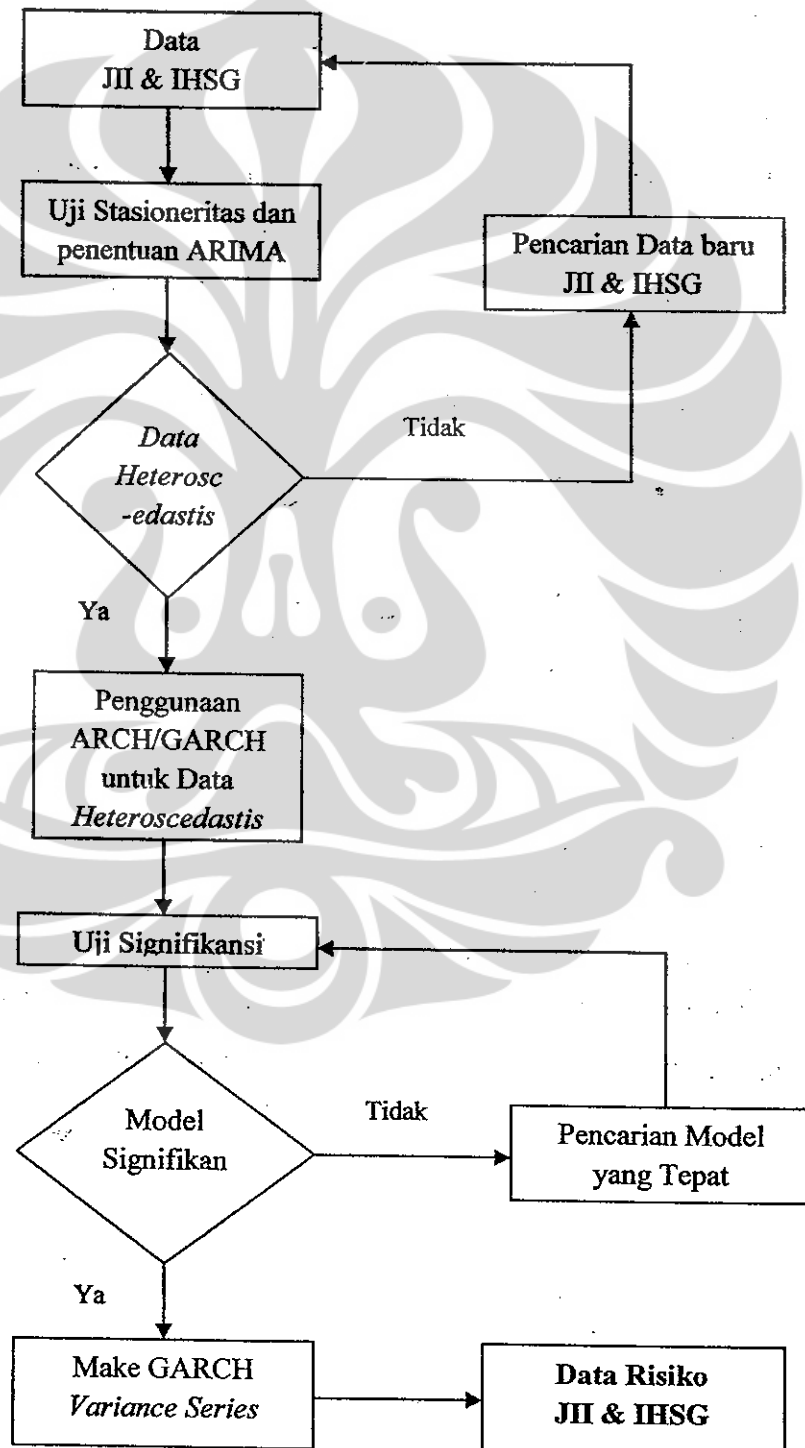 Data
JII & IHSG
Uji Stasioneritas dan
penentuan ARIMA
Pencarian Data baru
JII & IHSG
Data
Heterosc
-edastis
Tidak
Ya
Penggunaan
ARCH/GARCH
untuk Data
Heteroscedastis
Uji Signifikansi
Model
Signifikan
Tidak
Pencarian Model
yang Tepat
Ya
Make GARCH
Variance Series
Data Risiko
JII & IHSG